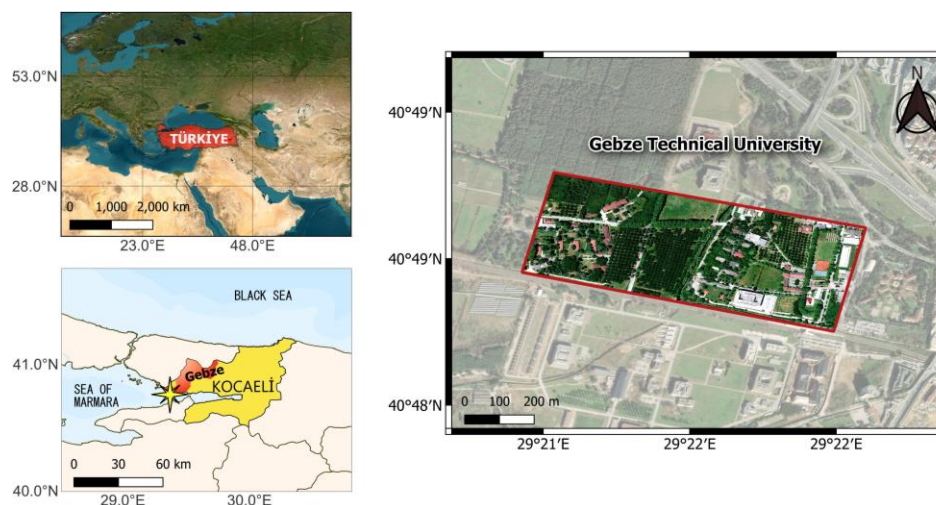 53.0°N
28.0°N
TÜRKİYE
0 1,000 2,000 km
23.0°E 48.0°E
BLACK SEA
41.0°N
Gebze
KOCAELİ
SEA OF
MARMARA
0 30 60 km
40.0°N
29.0°E 30.0°E
N
40°49'N
Gebze Technical University
40°49'N
40°48'N
0 100 200 m
29°21'E 29°22'E 29°22'E